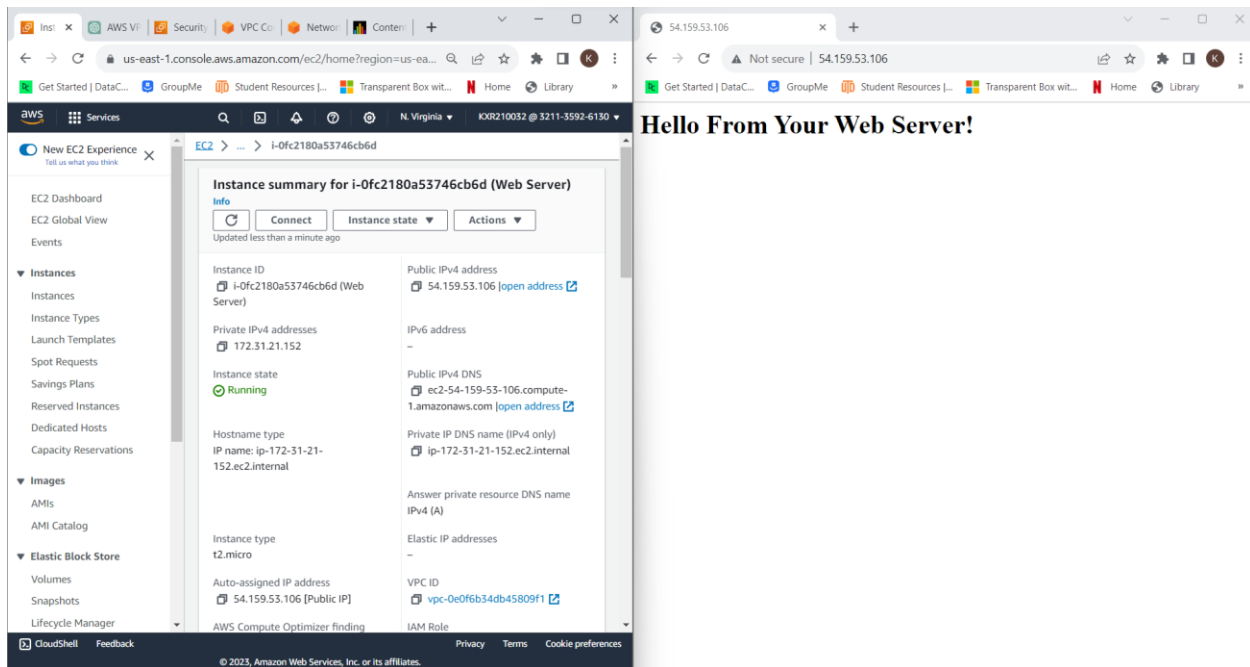 Inst
AWS VF
Security
VPC Co
Networ
Content
us-east-1.console.aws.amazon.com/ec2/home?region=us-ea...
K
Get Started | DataC...
GroupMe
UTD Student Resources |...
Transparent Box wit...
N Home
Library
»
aws
Services
N. Virginia
KXR210032 @ 3211-3592-6130
New EC2 Experience
Tell us what you think
EC2 Dashboard
EC2 Global View
Events
Instances
Instances
Instance Types
Launch Templates
Spot Requests
Savings Plans
Reserved Instances
Dedicated Hosts
Capacity Reservations
Images
AMIs
AMI Catalog
Elastic Block Store
Volumes
Snapshots
Lifecycle Manager
EC2 > ... > i-0fc2180a53746cb6d
Instance summary for i-0fc2180a53746cb6d (Web Server)
Info
Connect
Instance state
Actions
Updated less than a minute ago
Instance ID
i-0fc2180a53746cb6d (Web
Server)
Public IPv4 address
54.159.53.106 |open address
Private IPv4 addresses
172.31.21.152
IPv6 address
–
Instance state
Running
Public IPv4 DNS
ec2-54-159-53-106.compute-
1.amazonaws.com |open address
Hostname type
IP name: ip-172-31-21-
152.ec2.internal
Private IP DNS name (IPv4 only)
ip-172-31-21-152.ec2.internal
Answer private resource DNS name
IPv4 (A)
Instance type
t2.micro
Elastic IP addresses
–
Auto-assigned IP address
54.159.53.106 [Public IP]
VPC ID
vpc-0e0f6b34db45809f1
AWS Compute Optimizer finding
IAM Role
CloudShell
Feedback
Privacy
Terms
Cookie preferences
© 2023, Amazon Web Services, Inc. or its affiliates.
54.159.53.106
Not secure | 54.159.53.106
K
Get Started | DataC...
GroupMe
UTD Student Resources |...
Transparent Box wit...
N Home
Library
»
Hello From Your Web Server!